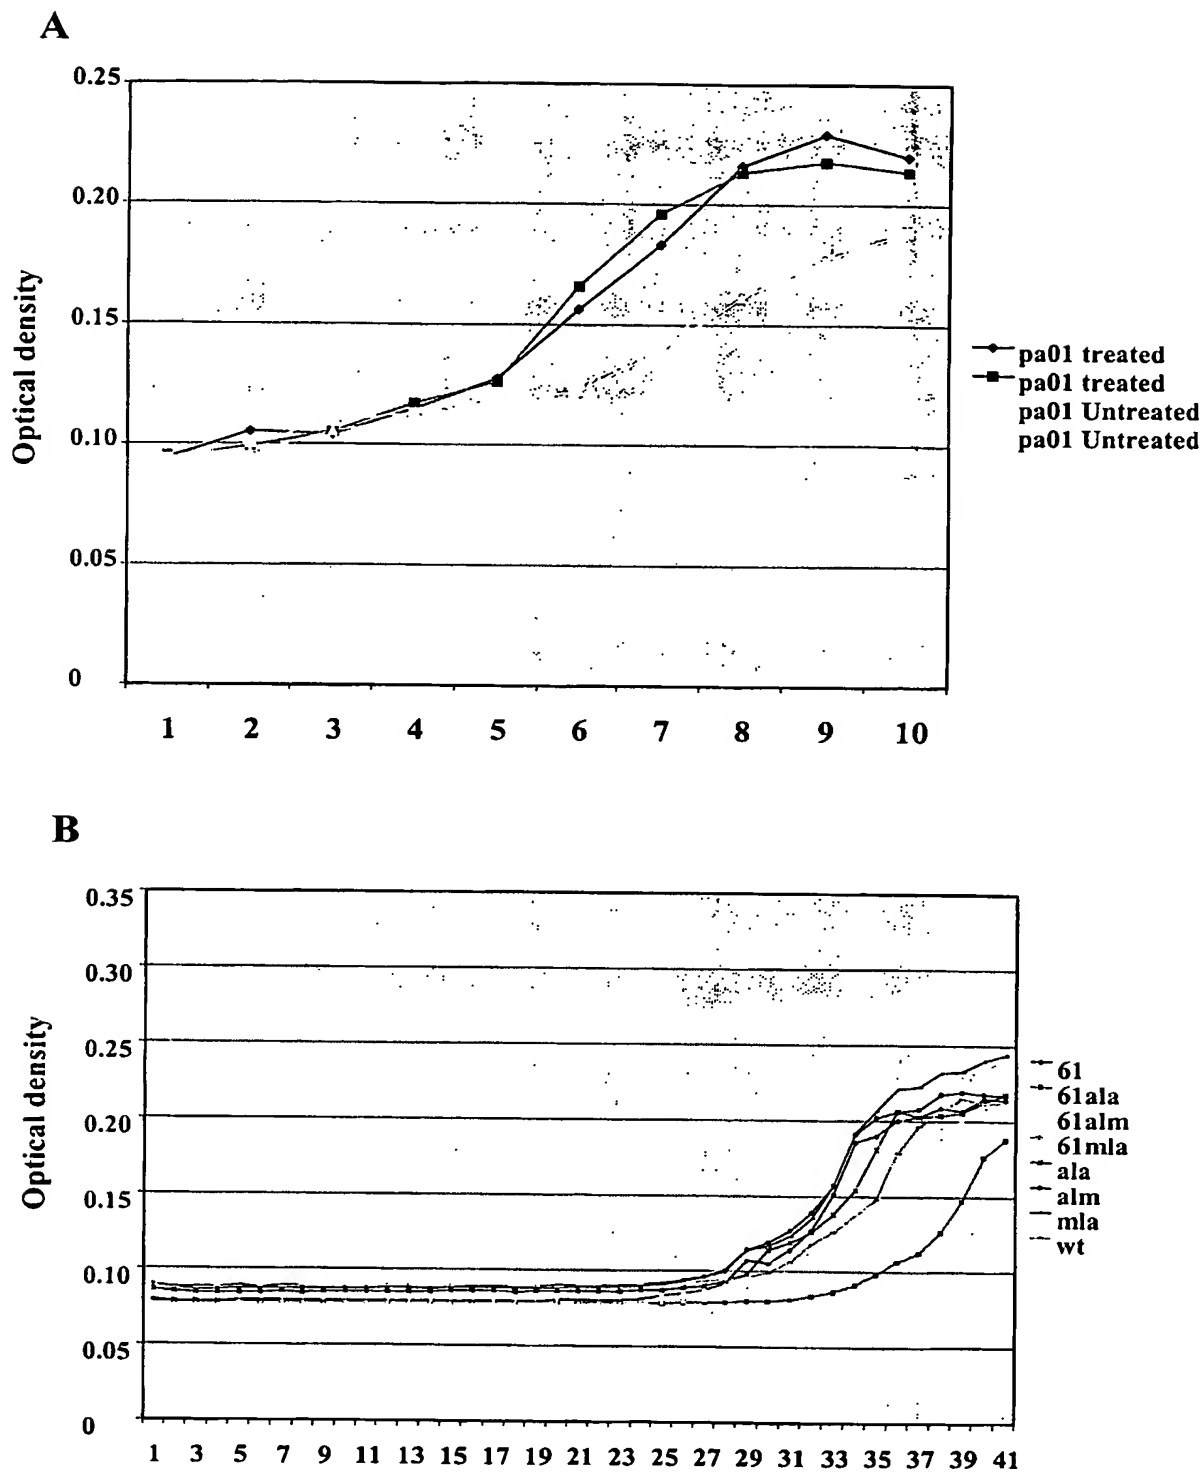 A
0.25
0.20
0.15
0.10
0.05
0
Optical density
1 2 3 4 5 6 7 8 9 10
pa01 treated
pa01 treated
pa01 Untreated
pa01 Untreated
B
0.35
0.30
0.25
0.20
0.15
0.10
0.05
0
Optical density
1 3 5 7 9 11 13 15 17 19 21 23 25 27 29 31 33 35 37 39 41
61
61ala
61alm
61mla
ala
alm
mla
wt